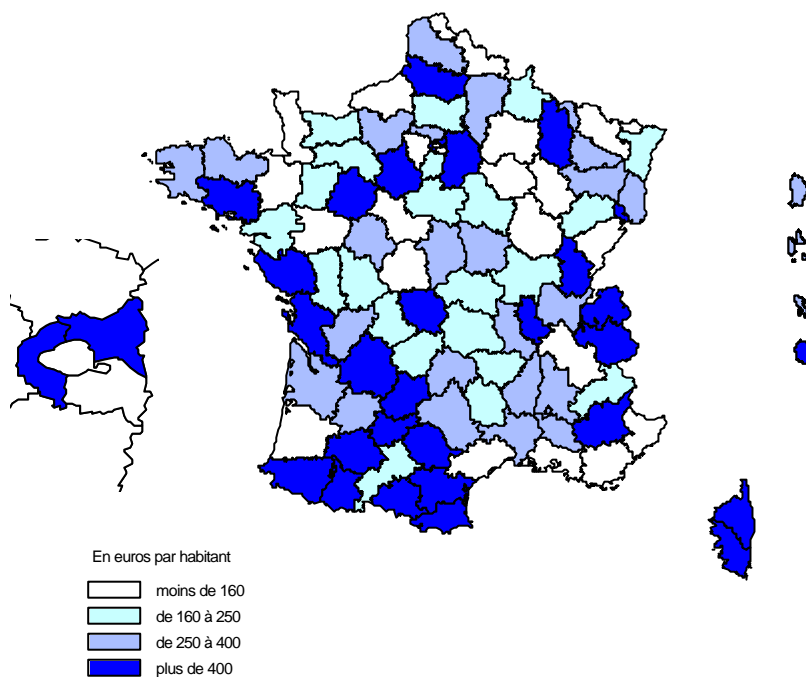 En euros par habitant
moins de 160
de 160 à 250
de 250 à 400
plus de 400